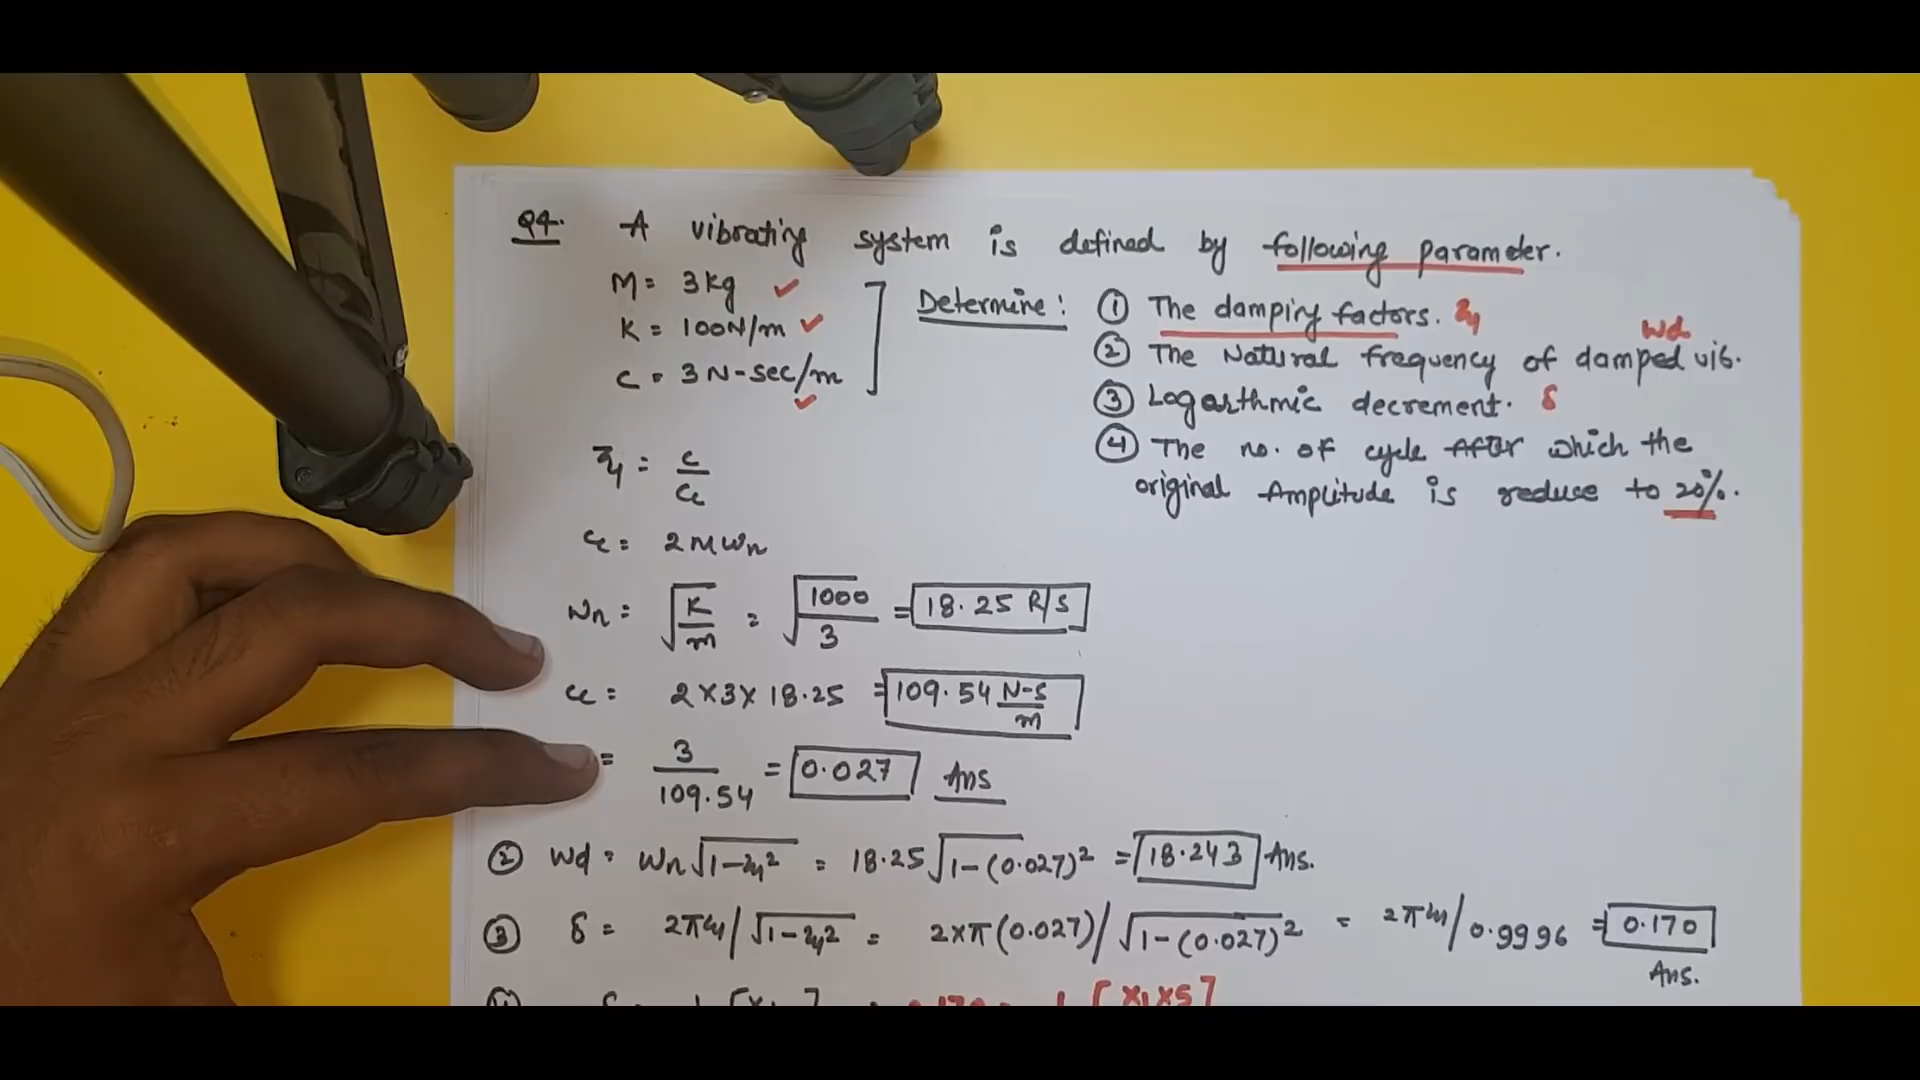 Q4. A vibrating system is defined by following parameter.
M = 3kg
K = 100N/m
C = 3 N-sec/m
Determine : ① The damping factors. ξ
wd
② The Natural frequency of damped vib.
③ Logarthmic decrement. δ
④ The no. of cycle After which the
original Amplitude is reduse to 20%.
ξ = c/cc
cc = 2Mwn
wn = √K/m = √1000/3 = 18.25 R/S
cc = 2×3×18.25 = 109.54 N-s/m
= 3/109.54 = 0.027 Ans
② wd = wn√1-ξ² = 18.25√1-(0.027)² = 18.243 Ans.
③ δ = 2πξ/√1-ξ² = 2×π(0.027)/√1-(0.027)² = 2πξ/0.9996 = 0.170
Ans.